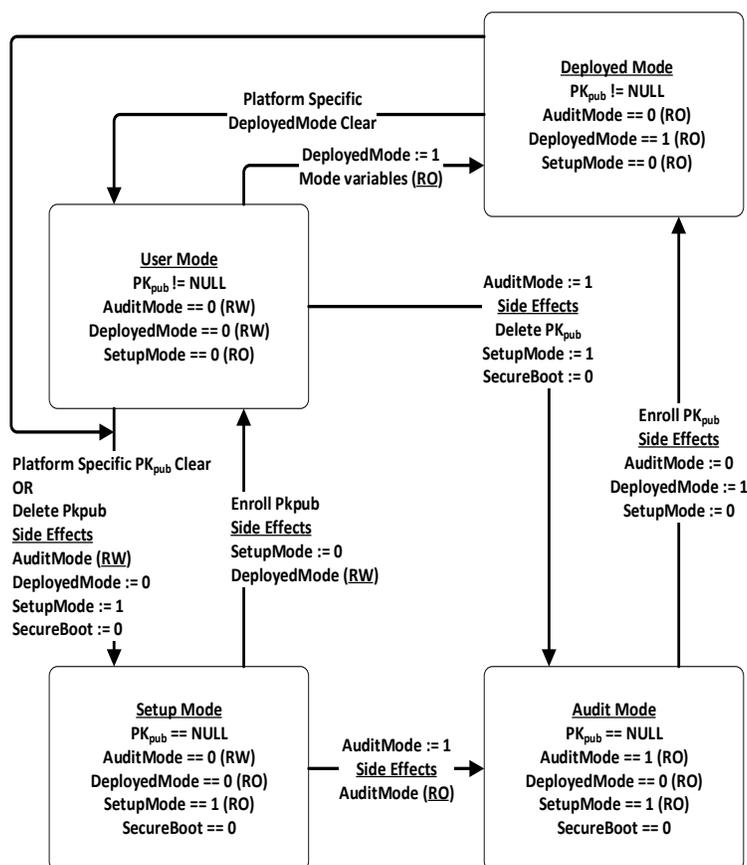 Deployed Mode
PKpub != NULL
AuditMode == 0 (RO)
DeployedMode == 1 (RO)
SetupMode == 0 (RO)
Platform Specific
DeployedMode Clear
DeployedMode := 1
Mode variables (RO)
User Mode
PKpub != NULL
AuditMode == 0 (RW)
DeployedMode == 0 (RW)
SetupMode == 0 (RO)
AuditMode := 1
Side Effects
Delete PKpub
SetupMode := 1
SecureBoot := 0
Enroll PKpub
Side Effects
AuditMode := 0
DeployedMode := 1
SetupMode := 0
Platform Specific PKpub Clear
OR
Delete Pkpub
Side Effects
AuditMode (RW)
DeployedMode := 0
SetupMode := 1
SecureBoot := 0
Enroll Pkpub
Side Effects
SetupMode := 0
DeployedMode (RW)
Setup Mode
PKpub == NULL
AuditMode == 0 (RW)
DeployedMode == 0 (RO)
SetupMode == 1 (RO)
SecureBoot == 0
AuditMode := 1
Side Effects
AuditMode (RO)
Audit Mode
PKpub == NULL
AuditMode == 1 (RO)
DeployedMode == 0 (RO)
SetupMode == 1 (RO)
SecureBoot == 0